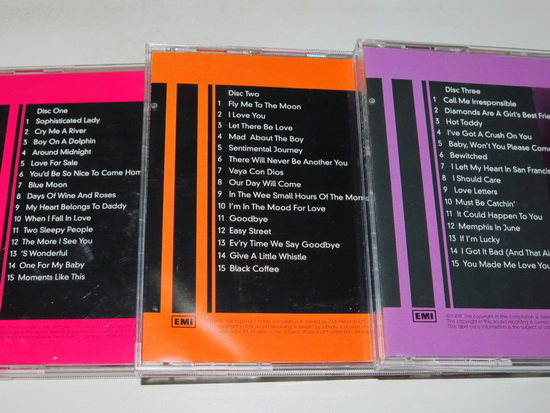 Disc One
1 Sophisticated Lady
2 Cry Me A River
3 Boy On A Dolphin
4 Around Midnight
5 Love For Sale
6 You'd Be So Nice To Come Hom
7 Blue Moon
8 Days Of Wine and Roses
9 My Heart Belongs To Daddy
10 When I Fall In Love
11 Two Sleepy People
12 The More I See You
13 'S Wonderful
14 One For My Baby
15 Moments Like This
Disc Two
1 Fly Me To The Moon
2 I Love You
3 Let There Be Love
4 Mad About The Boy
5 Sentimental Journey
6 There Will Never Be Another You
7 Vaya Con Dios
8 Our Day Will Come
9 In The Wee Small Hours Of The Morn
10 I'm In The Mood For Love
11 Goodbye
12 Easy Street
13 Ev'ry Time We Say Goodbye
14 Give A Little Whistle
15 Black Coffee
EMI
Disc Three
1 Call Me Irresponsible
2 Diamonds Are A Girl's Best Frie
3 Hot Toddy
4 I've Got A Crush On You
5 Baby, Won't You Please Come
6 Bewitched
7 I Left My Heart In San Francis
8 I Should Care
9 Love Letters
10 Must Be Catchin'
11 It Could Happen To You
12 Memphis In June
13 If I'm Lucky
14 I Got It Bad (And That Ai
15 You Made Me Love You
EMI